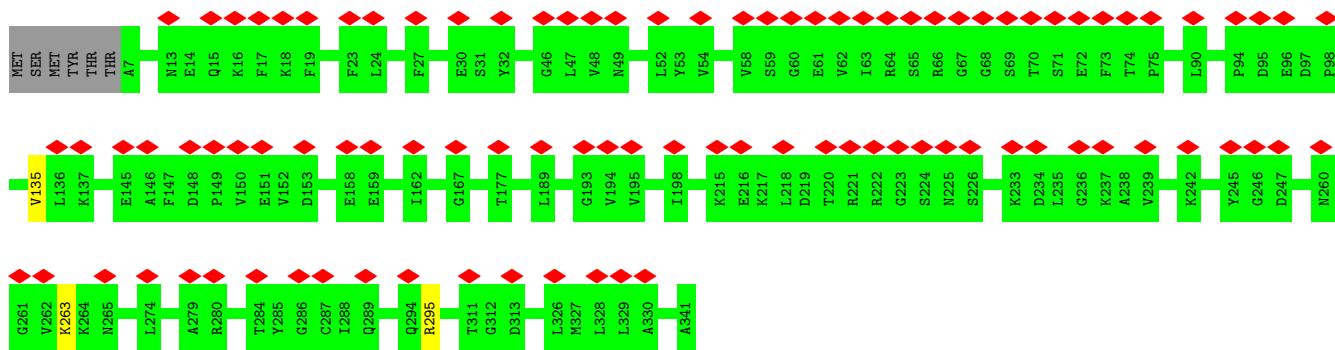 MET SER MET TYR THR THR A7 N13 E14 Q15 K16 F17 K18 F19 F23 L24 F27 E30 S31 Y32 G46 L47 V48 N49 L52 Y53 V54 V58 S59 G60 E61 V62 I63 R64 S65 R66 G67 G68 S69 T70 S71 E72 F73 T74 P75 L90 P94 D95 E96 D97 P98
V135 L136 K137 E145 A146 F147 D148 P149 V150 E151 V152 D153 E158 E159 I162 G167 T177 L189 G193 V194 V195 I198 K215 E216 K217 L218 D219 T220 R221 R222 G223 S224 N225 S226 K233 D234 L235 G236 K237 A238 V239 K242 Y245 G246 D247 N260
G261 V262 K263 K264 N265 L274 A279 R280 T284 Y285 G286 C287 I288 Q289 Q294 R295 T311 G312 D313 L326 M327 L328 L329 A330 A341